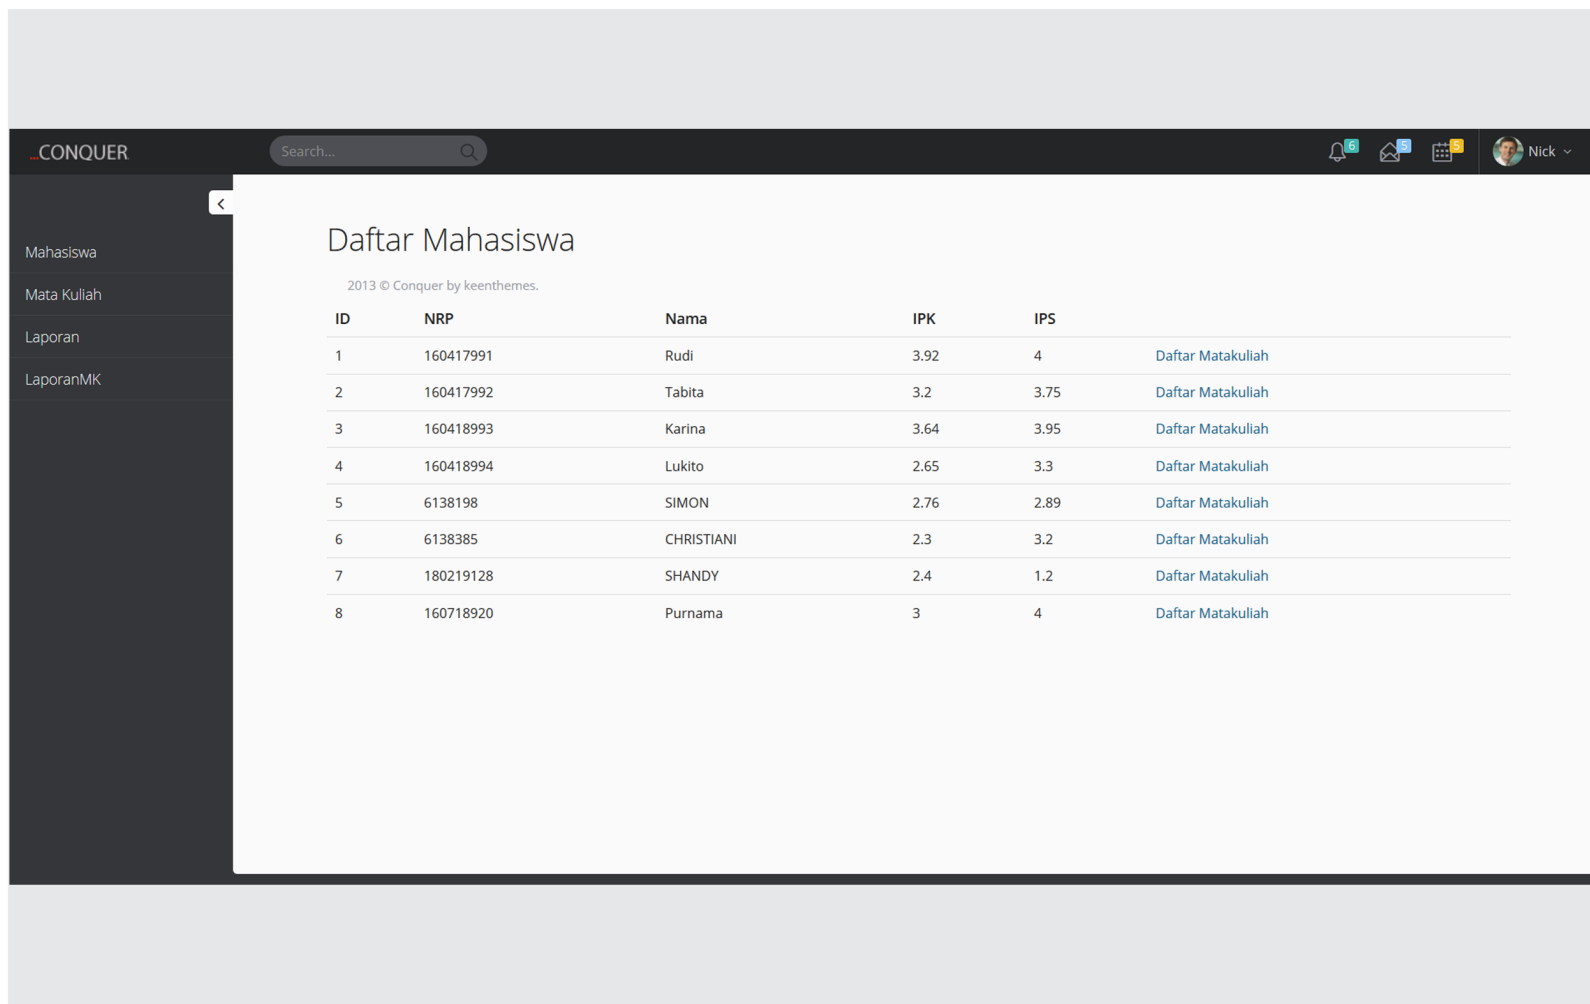 ...CONQUER
Search...
6
5
5
Nick
Mahasiswa
Mata Kuliah
Laporan
LaporanMK
Daftar Mahasiswa
2013 © Conquer by keenthemes.
ID NRP Nama IPK IPS
1 160417991 Rudi 3.92 4 Daftar Matakuliah
2 160417992 Tabita 3.2 3.75 Daftar Matakuliah
3 160418993 Karina 3.64 3.95 Daftar Matakuliah
4 160418994 Lukito 2.65 3.3 Daftar Matakuliah
5 6138198 SIMON 2.76 2.89 Daftar Matakuliah
6 6138385 CHRISTIANI 2.3 3.2 Daftar Matakuliah
7 180219128 SHANDY 2.4 1.2 Daftar Matakuliah
8 160718920 Purnama 3 4 Daftar Matakuliah